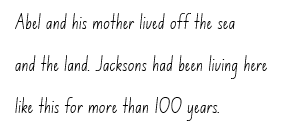 Abel and his mother lived off the sea
and the land. Jacksons had been living here
like this for more than 100 years.